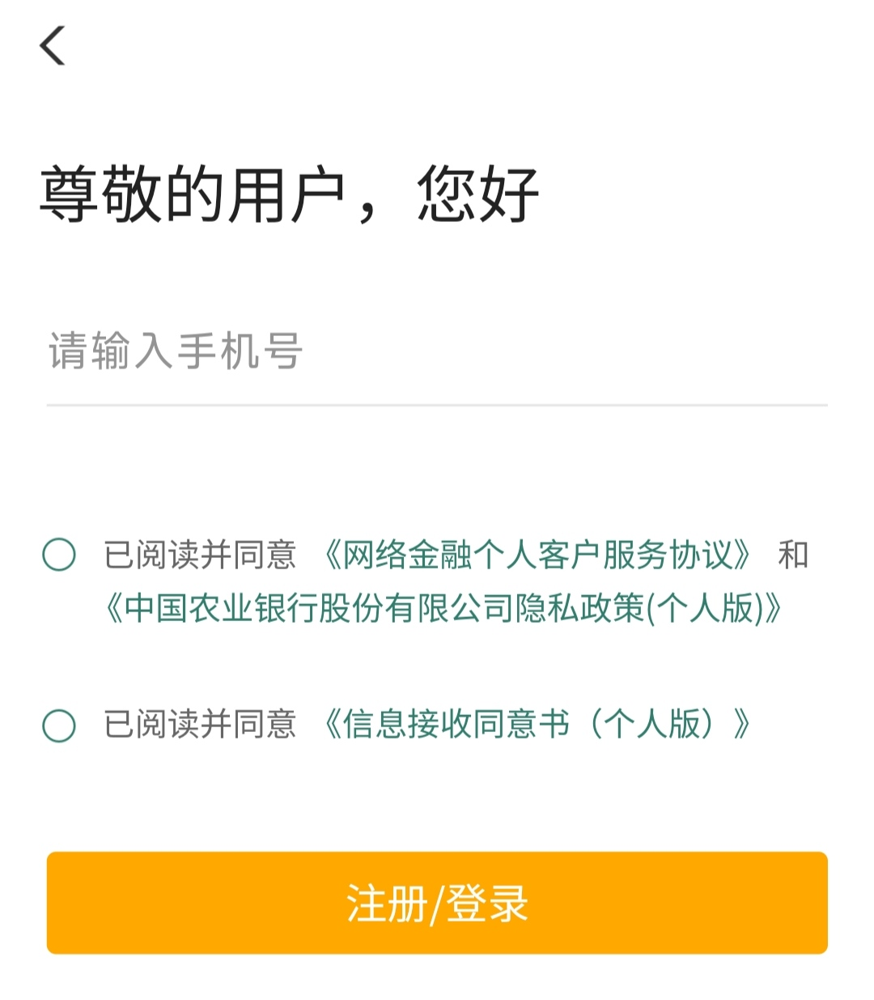 尊敬的用户，您好
请输入手机号
已阅读并同意 《网络金融个人客户服务协议》 和
《中国农业银行股份有限公司隐私政策(个人版)》
已阅读并同意 《信息接收同意书（个人版）》
注册/登录